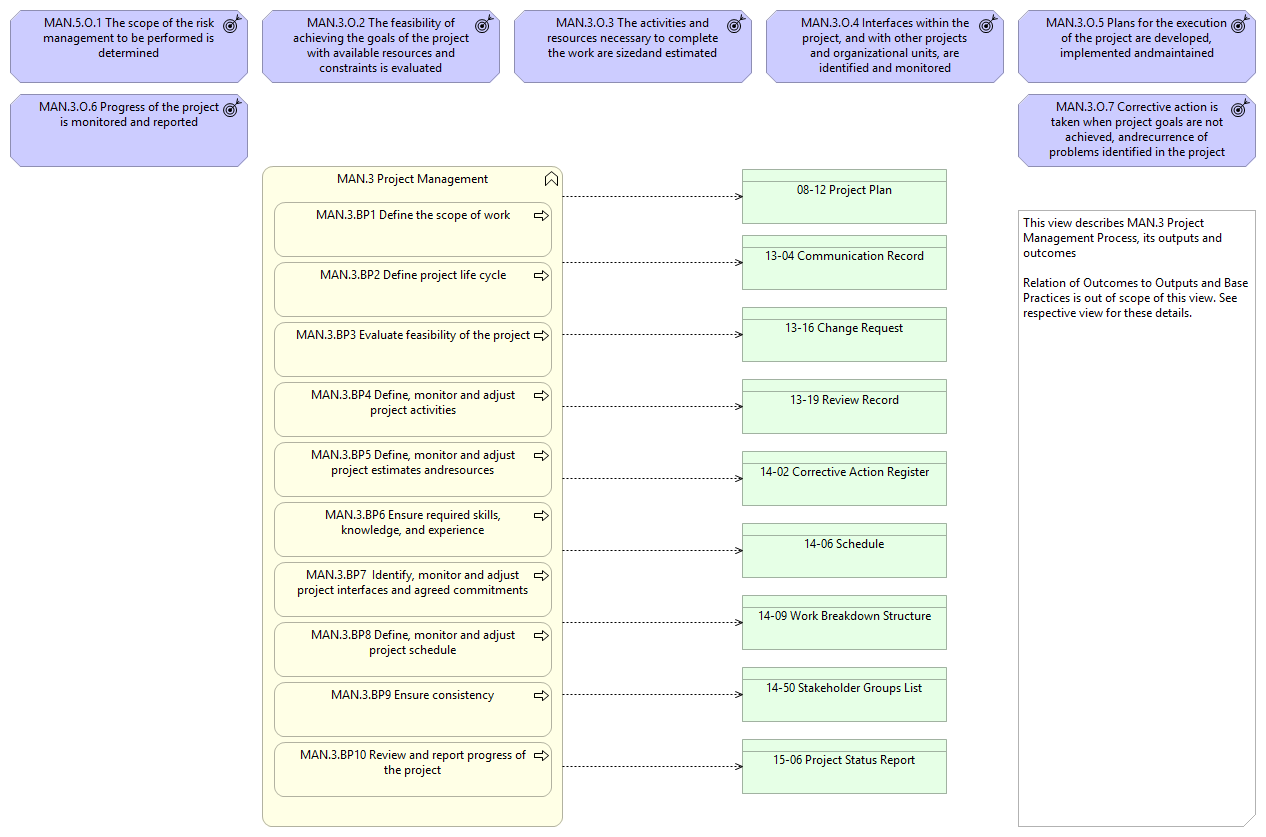 MAN.5.O.1 The scope of the risk
management to be performed is
determined
MAN.3.O.2 The feasibility of
achieving the goals of the project
with available resources and
constraints is evaluated
MAN.3.O.3 The activities and
resources necessary to complete
the work are sizedand estimated
MAN.3.O.4 Interfaces within the
project, and with other projects
and organizational units, are
identified and monitored
MAN.3.O.5 Plans for the execution
of the project are developed,
implemented andmaintained
MAN.3.O.6 Progress of the project
is monitored and reported
MAN.3.O.7 Corrective action is
taken when project goals are not
achieved, andrecurrence of
problems identified in the project
MAN.3 Project Management
MAN.3.BP1 Define the scope of work
MAN.3.BP2 Define project life cycle
MAN.3.BP3 Evaluate feasibility of the project
MAN.3.BP4 Define, monitor and adjust
project activities
MAN.3.BP5 Define, monitor and adjust
project estimates andresources
MAN.3.BP6 Ensure required skills,
knowledge, and experience
MAN.3.BP7  Identify, monitor and adjust
project interfaces and agreed commitments
MAN.3.BP8 Define, monitor and adjust
project schedule
MAN.3.BP9 Ensure consistency
MAN.3.BP10 Review and report progress of
the project
08-12 Project Plan
13-04 Communication Record
13-16 Change Request
13-19 Review Record
14-02 Corrective Action Register
14-06 Schedule
14-09 Work Breakdown Structure
14-50 Stakeholder Groups List
15-06 Project Status Report
This view describes MAN.3 Project
Management Process, its outputs and
outcomes
Relation of Outcomes to Outputs and Base
Practices is out of scope of this view. See
respective view for these details.